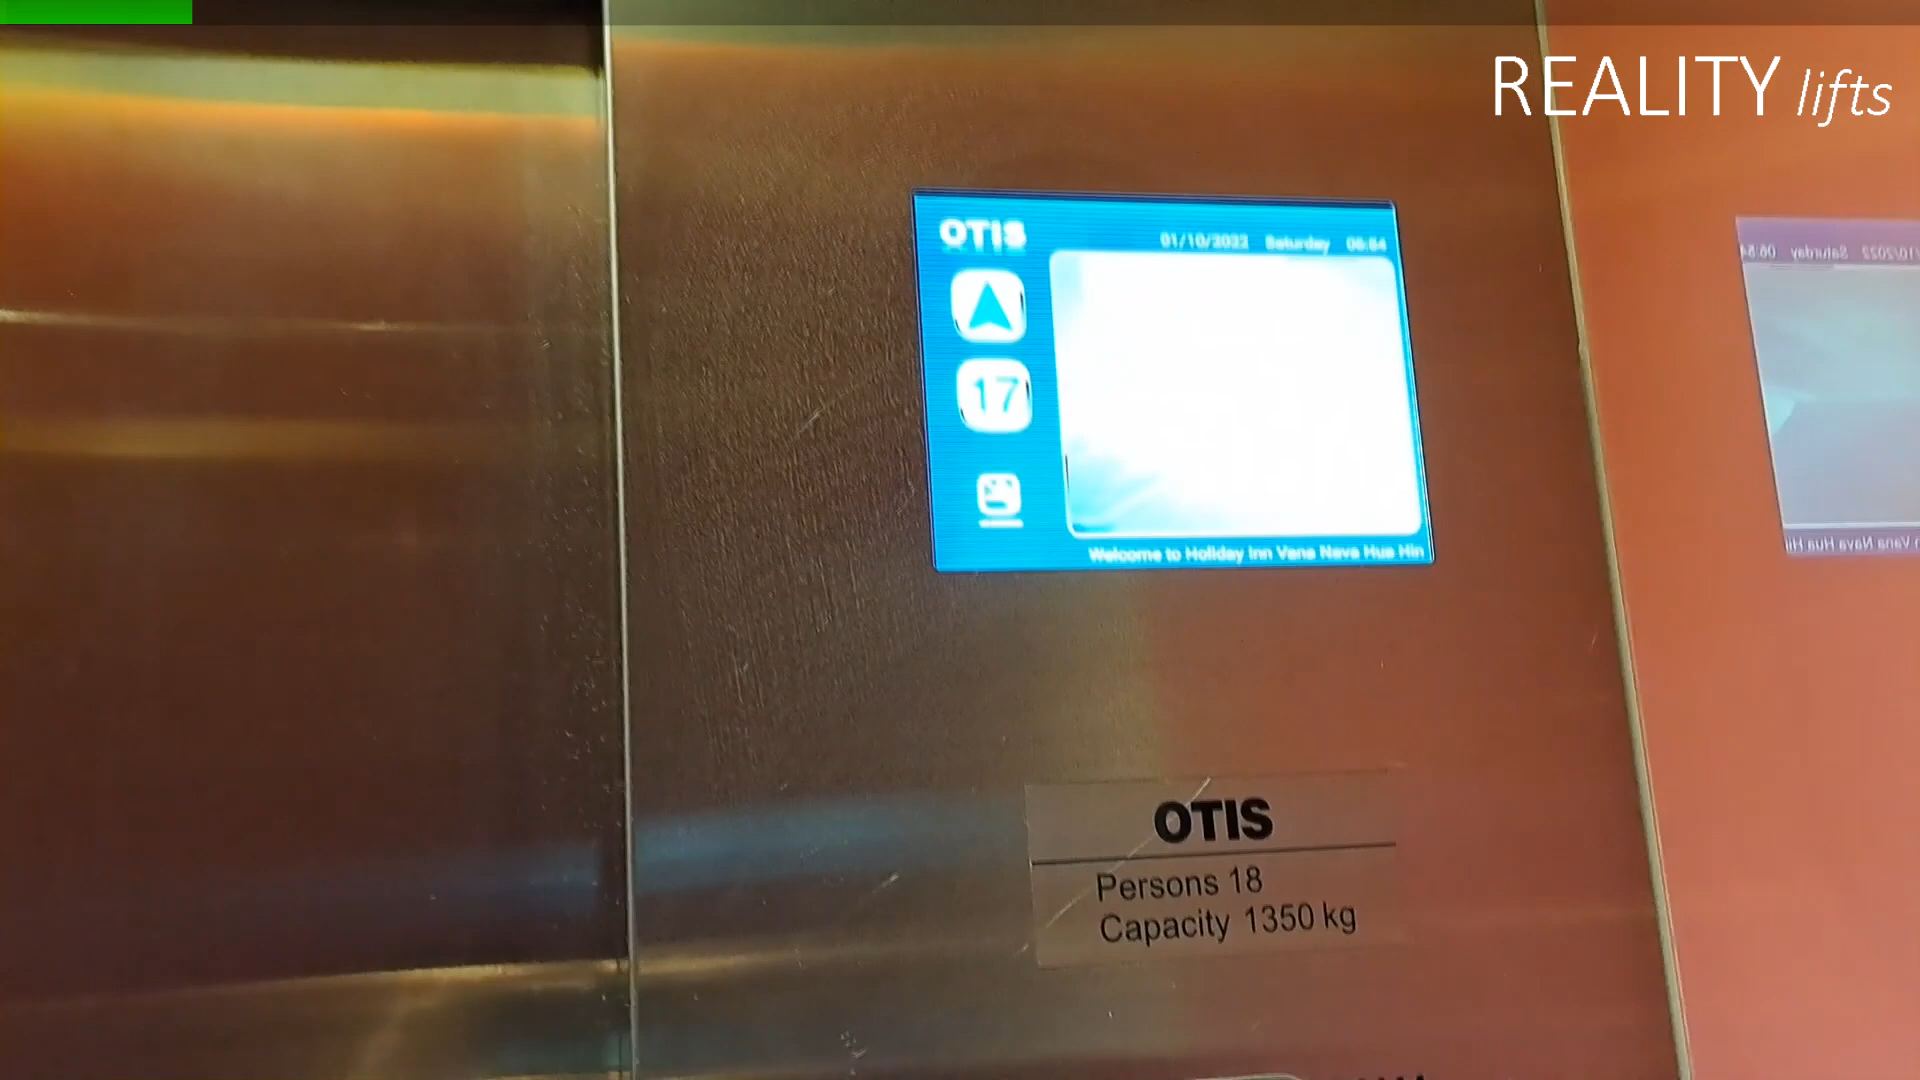 REALITY lifts
OTIS
01/10/2022 Saturday 06:54
17
Welcome to Holiday Inn Vana Nava Hua Hin
OTIS
Persons 18
Capacity 1350 kg